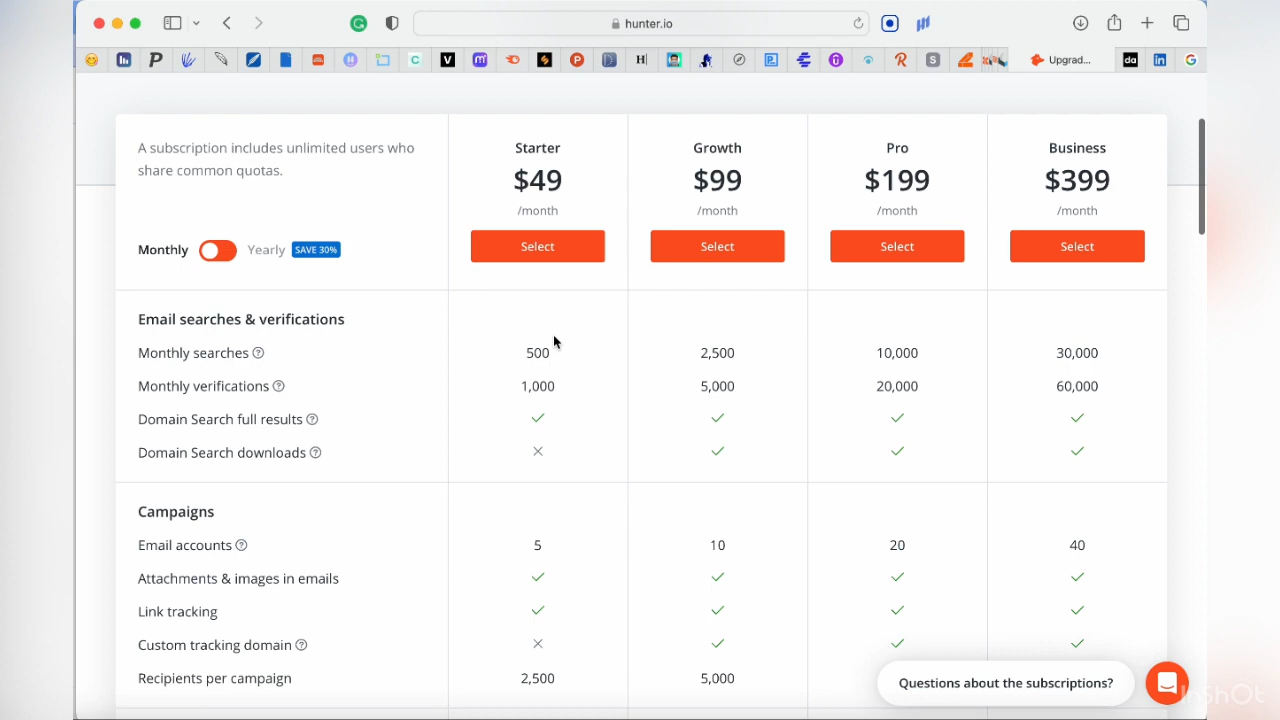 hunter.io
Upgrad...
A subscription includes unlimited users who
share common quotas.
Monthly Yearly SAVE 30%
Starter Growth Pro Business
$49 $99 $199 $399
/month /month /month /month
Select Select Select Select
Email searches & verifications
Monthly searches 500 2,500 10,000 30,000
Monthly verifications 1,000 5,000 20,000 60,000
Domain Search full results
Domain Search downloads
Campaigns
Email accounts 5 10 20 40
Attachments & images in emails
Link tracking
Custom tracking domain
Recipients per campaign 2,500 5,000
Questions about the subscriptions?
InShOt